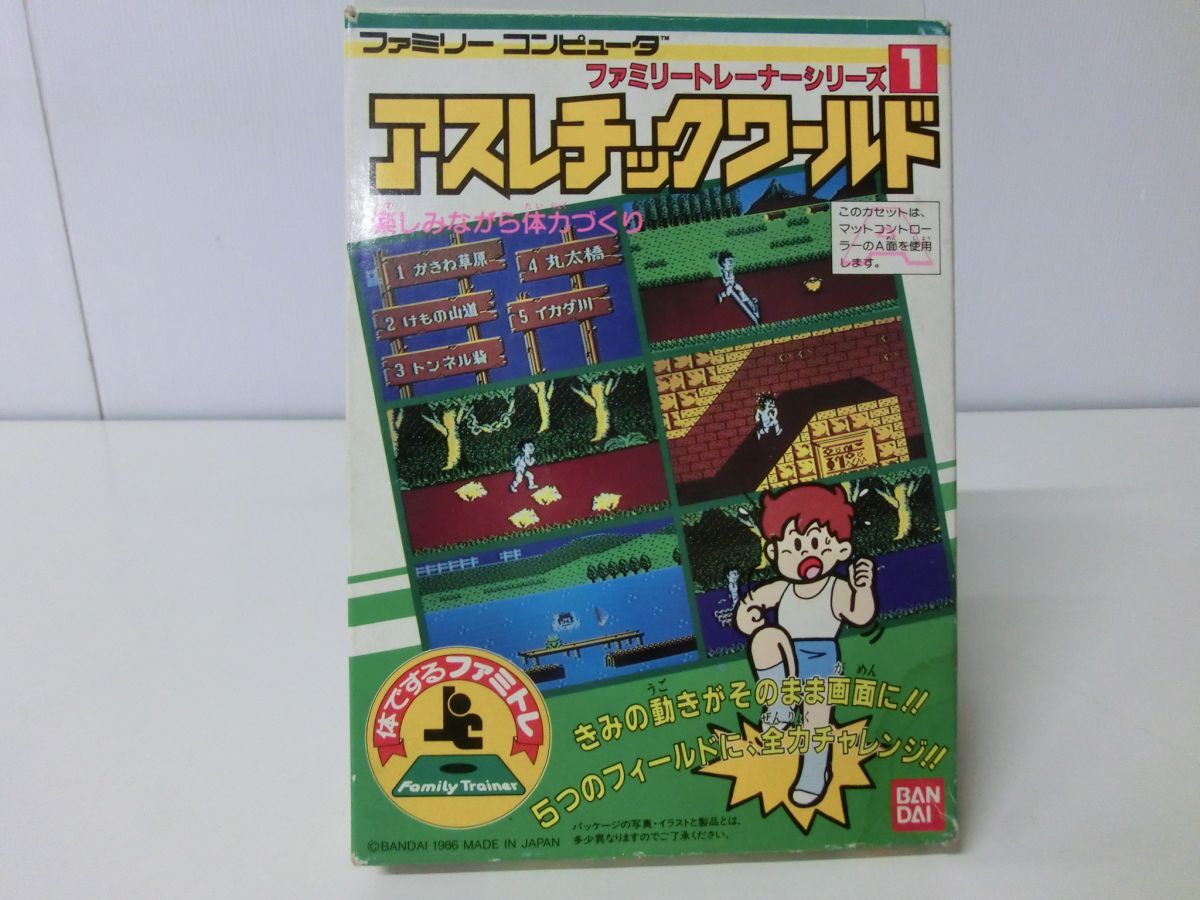 ファミリー コンピュータ™
ファミリートレーナーシリーズ 1
アスレチックワールド
楽しみながら体力づくり
このカセットは、
マットコントロー
ラーのA面を使用
します。
A
1 かきね草原
2 けもの山道
3 トンネル砦
4 丸太橋
5 イカダ川
きみの動きがそのまま画面に!!
5つのフィールドに、全力チャレンジ!!
体でするファミトレ
Family Trainer
パッケージの写真・イラストと製品とは、
多少異なりますのでご了承ください。
©BANDAI 1986 MADE IN JAPAN
BAN
DAI